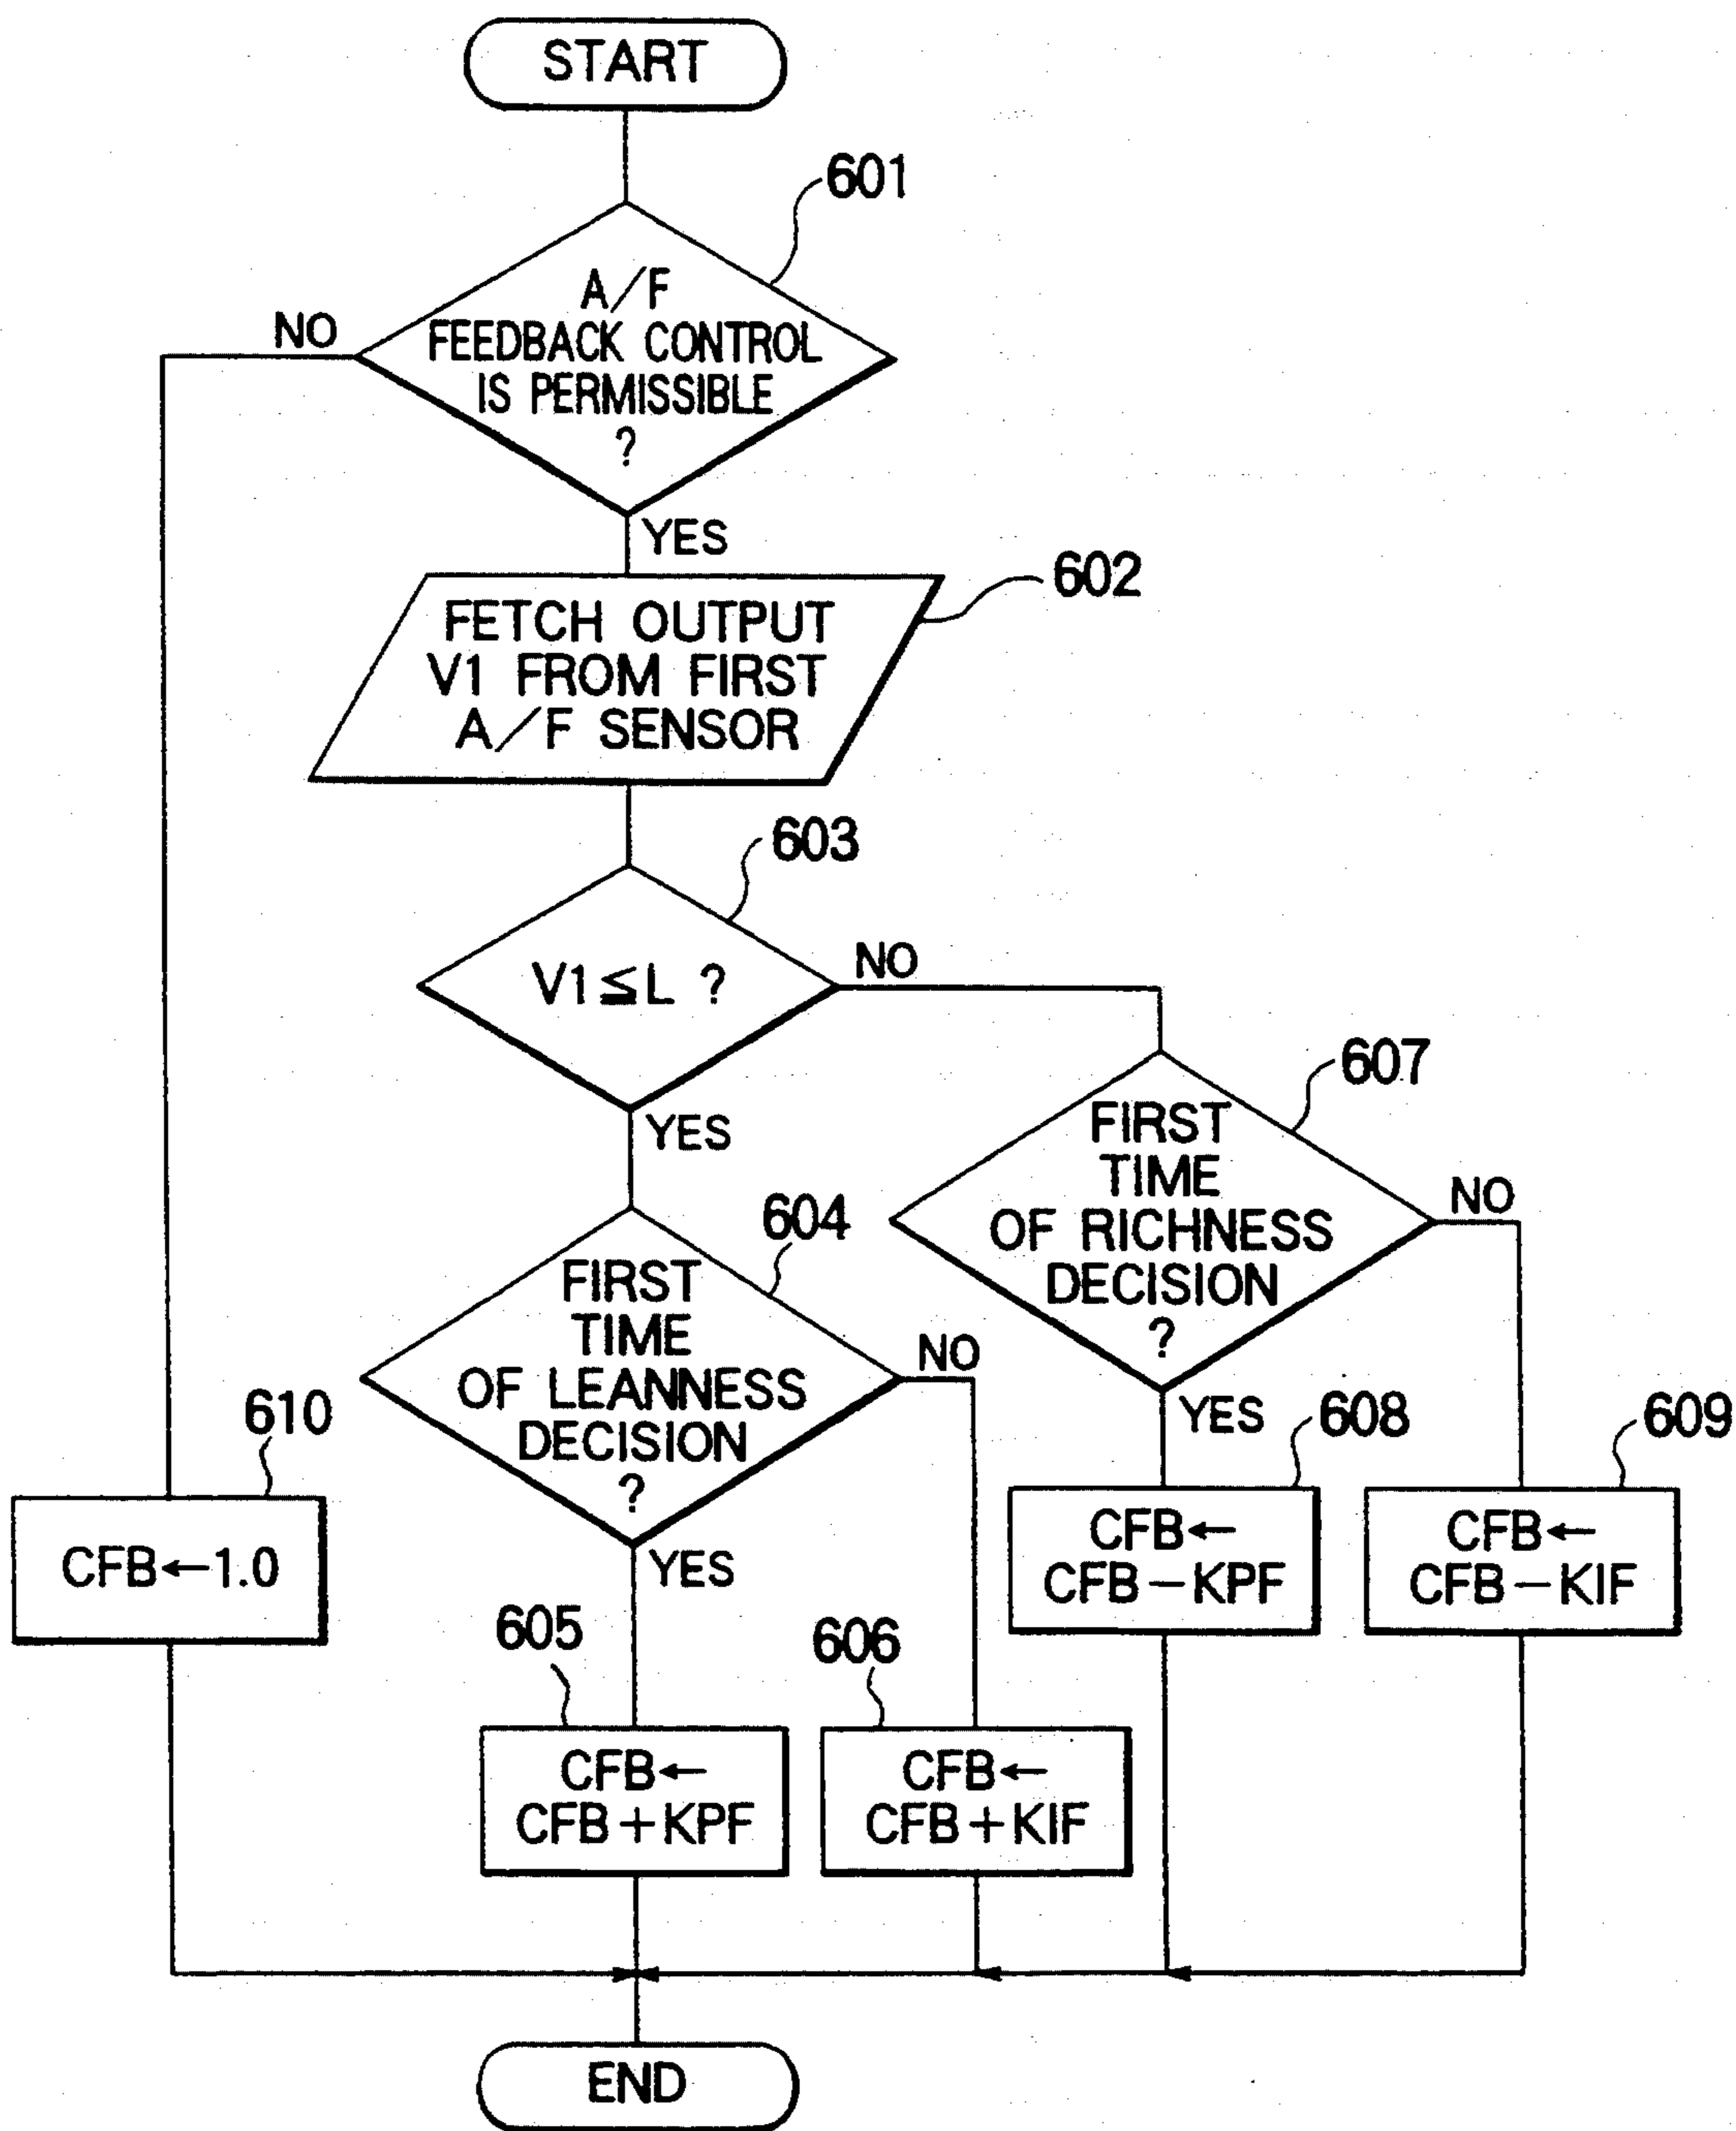 START
601
A/F
FEEDBACK CONTROL
IS PERMISSIBLE
?
NO
YES
602
FETCH OUTPUT
V1 FROM FIRST
A/F SENSOR
603
V1≦L ?
NO
YES
607
FIRST
TIME
OF RICHNESS
DECISION
?
NO
YES
604
FIRST
TIME
OF LEANNESS
DECISION
?
NO
YES
610
CFB←1.0
608
CFB←
CFB−KPF
609
CFB←
CFB−KIF
605
CFB←
CFB+KPF
606
CFB←
CFB+KIF
END